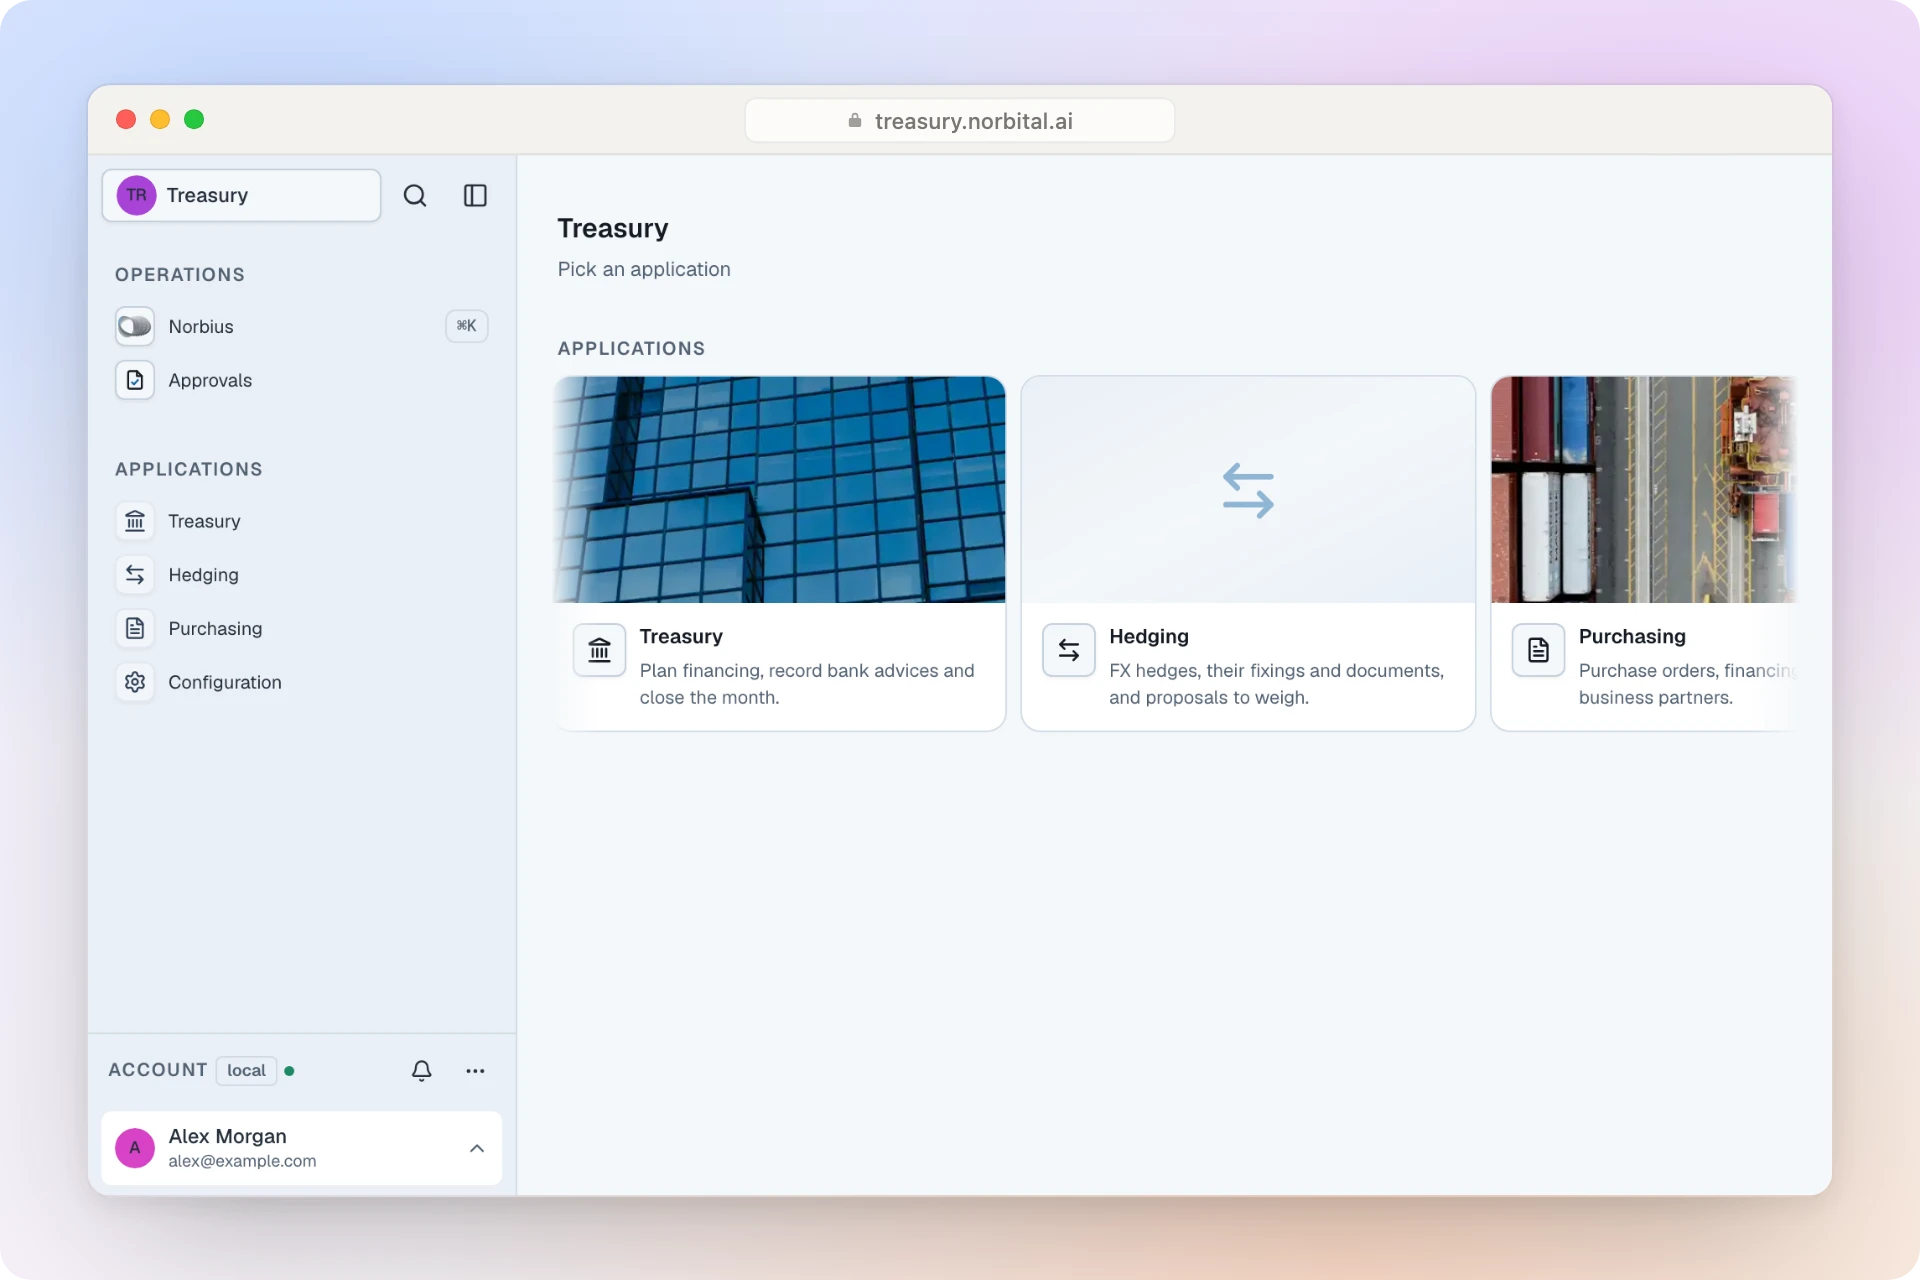 treasury.norbital.ai
TR Treasury
OPERATIONS
Norbius ⌘K
Approvals
APPLICATIONS
Treasury
Hedging
Purchasing
Configuration
ACCOUNT local
A
Alex Morgan
alex@example.com
Treasury
Pick an application
APPLICATIONS
Treasury
Plan financing, record bank advices and
close the month.
Hedging
FX hedges, their fixings and documents,
and proposals to weigh.
Purchasing
Purchase orders, financing
business partners.